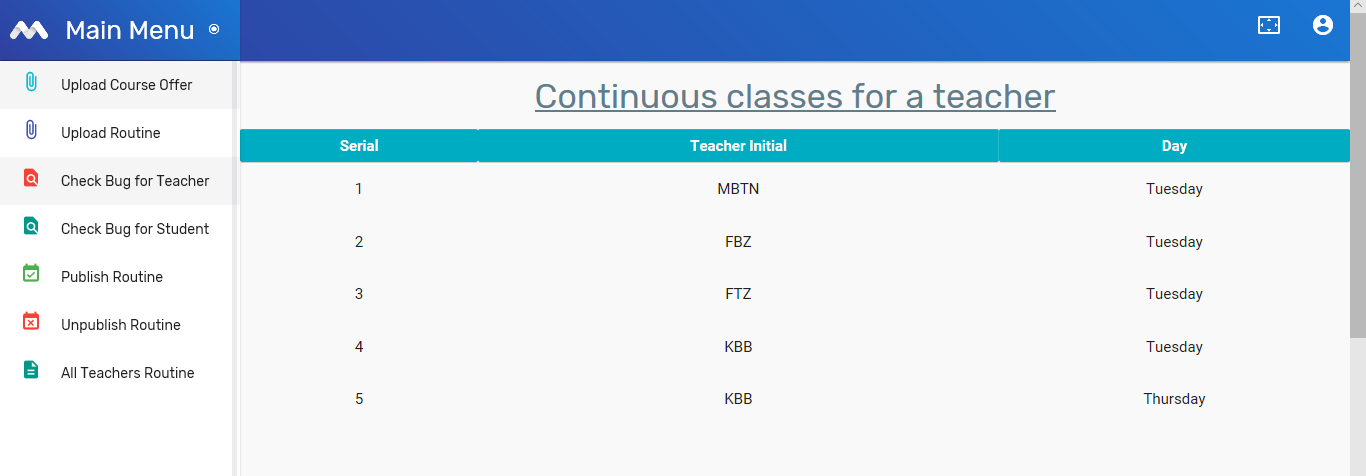 Main Menu
Upload Course Offer
Upload Routine
Check Bug for Teacher
Check Bug for Student
Publish Routine
Unpublish Routine
All Teachers Routine
Continuous classes for a teacher
Serial Teacher Initial Day
1 MBTN Tuesday
2 FBZ Tuesday
3 FTZ Tuesday
4 KBB Tuesday
5 KBB Thursday